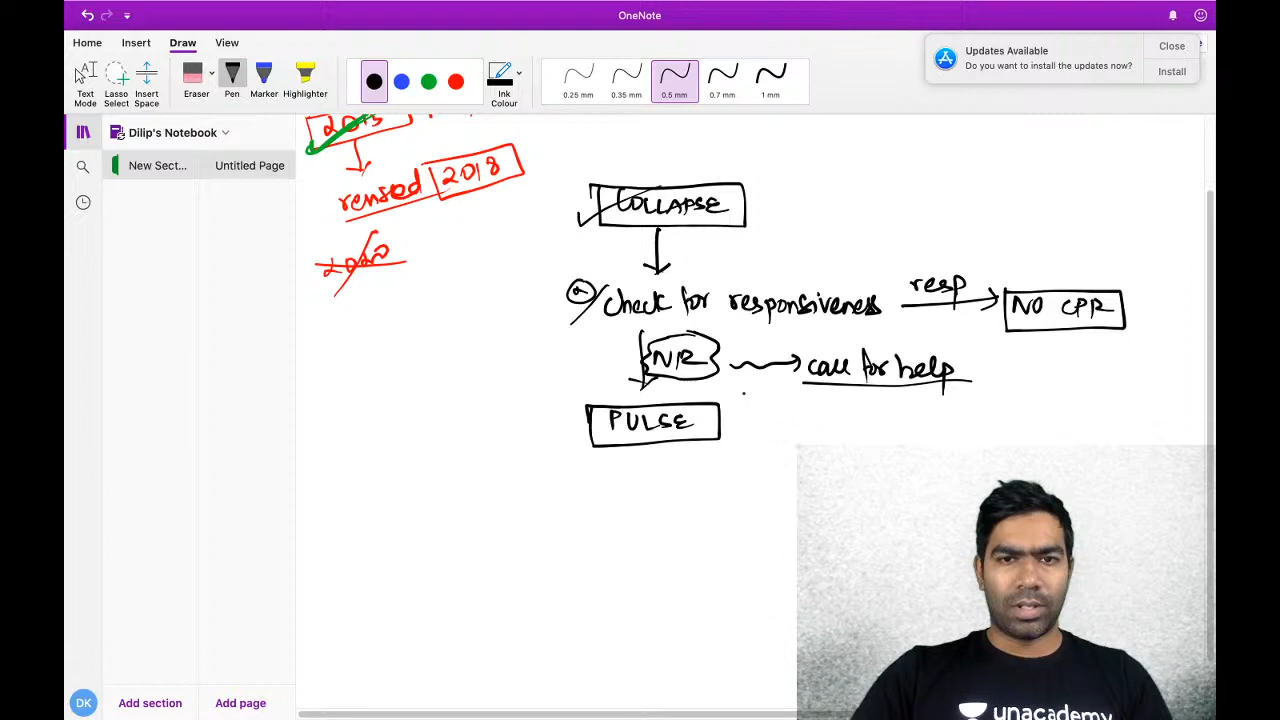 OneNote
Home Insert Draw View
Updates Available
Do you want to install the updates now?
Close
Install
Text Mode
Lasso Select
Insert Space
Eraser
Pen
Marker
Highlighter
Ink Colour
0.25 mm
0.35 mm
0.5 mm
0.7 mm
1 mm
Dilip's Notebook
New Sect...
Untitled Page
2015
revised 2018
2020
COLLAPSE
check for responsiveness
resp
NO CPR
NR
call for help
PULSE
DK
Add section
Add page
unacademy